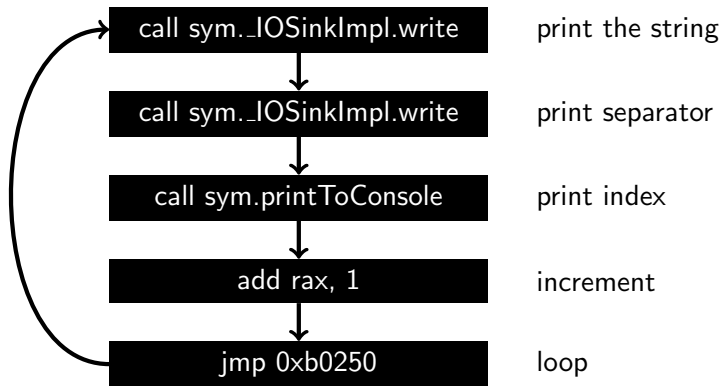 call sym._IOSinkImpl.write print the string
call sym._IOSinkImpl.write print separator
call sym.printToConsole print index
add rax, 1 increment
jmp 0xb0250 loop